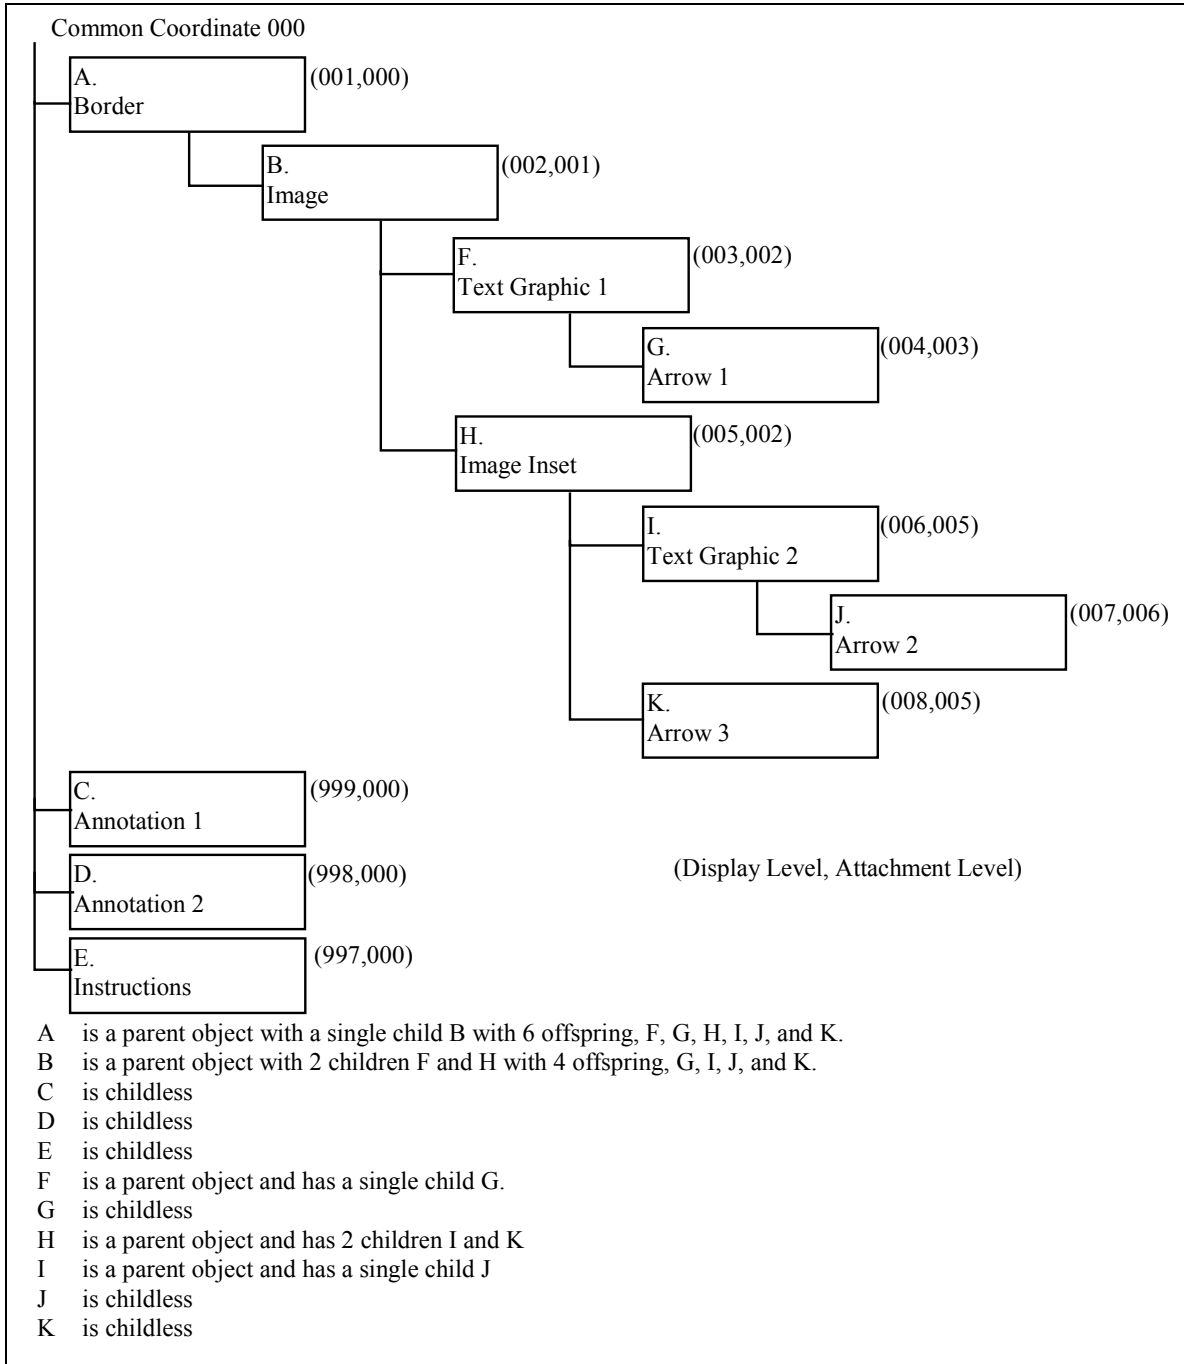 Common Coordinate 000
A.
Border
(001,000)
B.
Image
(002,001)
F.
Text Graphic 1
(003,002)
G.
Arrow 1
(004,003)
H.
Image Inset
(005,002)
I.
Text Graphic 2
(006,005)
J.
Arrow 2
(007,006)
K.
Arrow 3
(008,005)
C.
Annotation 1
(999,000)
D.
Annotation 2
(998,000)
(Display Level, Attachment Level)
E.
Instructions
(997,000)
A is a parent object with a single child B with 6 offspring, F, G, H, I, J, and K.
B is a parent object with 2 children F and H with 4 offspring, G, I, J, and K.
C is childless
D is childless
E is childless
F is a parent object and has a single child G.
G is childless
H is a parent object and has 2 children I and K
I is a parent object and has a single child J
J is childless
K is childless